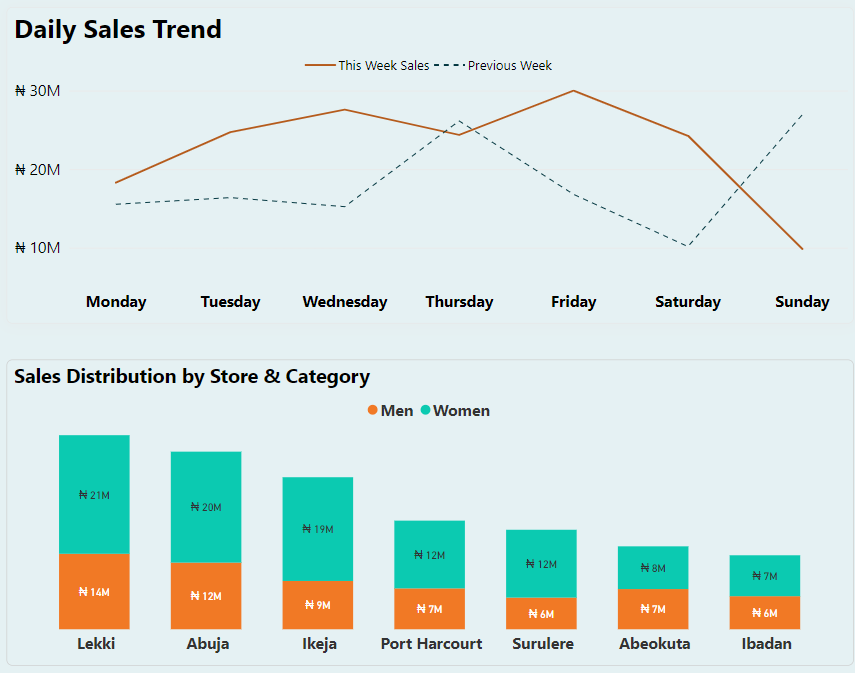 Daily Sales Trend
This Week Sales Previous Week
₦ 30M
₦ 20M
₦ 10M
Monday Tuesday Wednesday Thursday Friday Saturday Sunday
Sales Distribution by Store & Category
Men Women
₦ 21M ₦ 20M ₦ 19M ₦ 12M ₦ 12M ₦ 8M ₦ 7M
₦ 14M ₦ 12M ₦ 9M ₦ 7M ₦ 6M ₦ 7M ₦ 6M
Lekki Abuja Ikeja Port Harcourt Surulere Abeokuta Ibadan